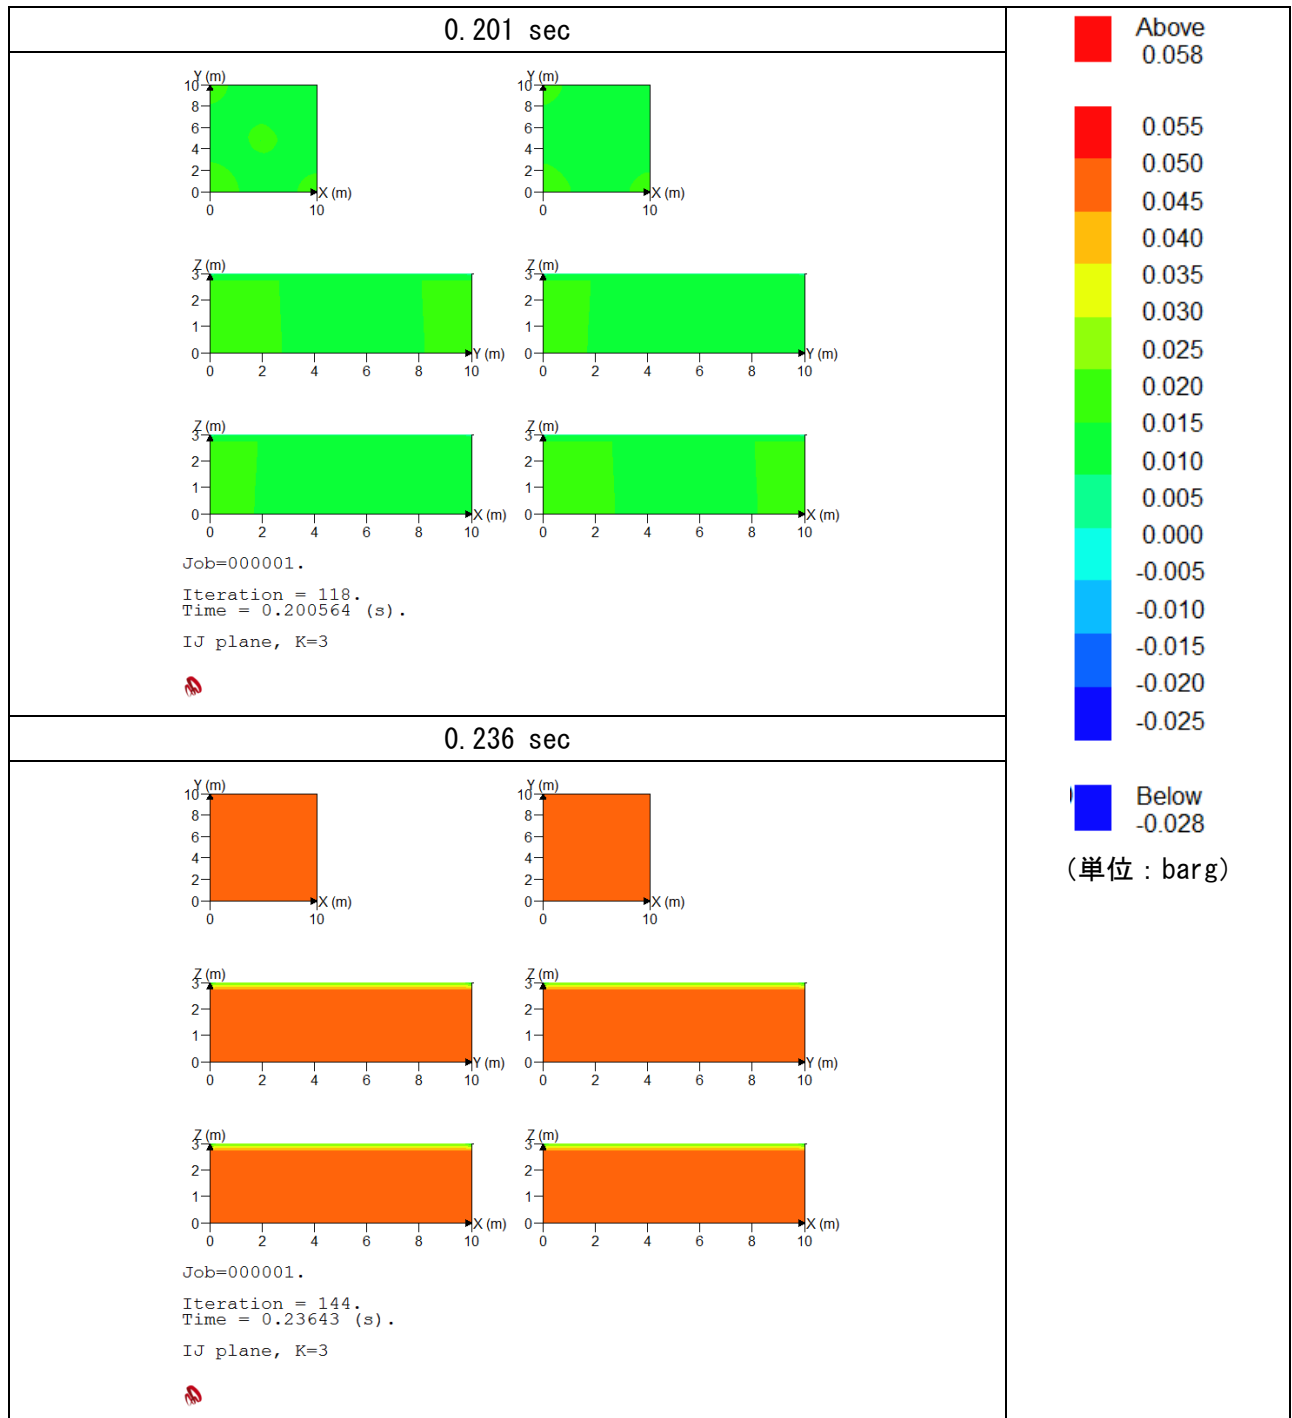 0.201 sec
Y (m)
10
8
6
4
2
0
X (m)
0
10
Y (m)
10
8
6
4
2
0
X (m)
0
10
Z (m)
3
2
1
0
Y (m)
0 2 4 6 8 10
Z (m)
3
2
1
0
Y (m)
0 2 4 6 8 10
Z (m)
3
2
1
0
X (m)
0 2 4 6 8 10
Z (m)
3
2
1
0
X (m)
0 2 4 6 8 10
Job=000001.
Iteration = 118.
Time = 0.200564 (s).
IJ plane, K=3
0.236 sec
Y (m)
10
8
6
4
2
0
X (m)
0
10
Y (m)
10
8
6
4
2
0
X (m)
0
10
Z (m)
3
2
1
0
Y (m)
0 2 4 6 8 10
Z (m)
3
2
1
0
Y (m)
0 2 4 6 8 10
Z (m)
3
2
1
0
X (m)
0 2 4 6 8 10
Z (m)
3
2
1
0
X (m)
0 2 4 6 8 10
Job=000001.
Iteration = 144.
Time = 0.23643 (s).
IJ plane, K=3
Above
0.058
0.055
0.050
0.045
0.040
0.035
0.030
0.025
0.020
0.015
0.010
0.005
0.000
-0.005
-0.010
-0.015
-0.020
-0.025
Below
-0.028
(単位：barg)